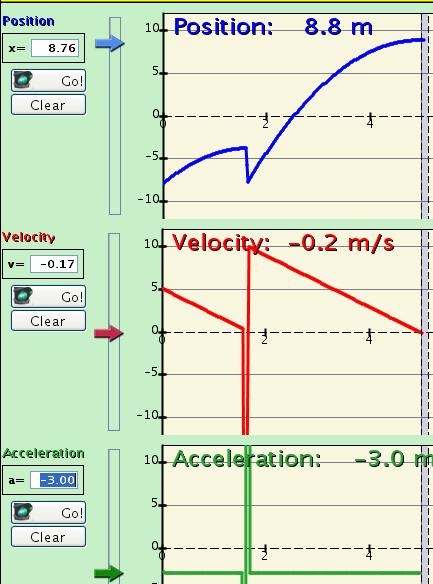 Position
x= 8.76
Go!
Clear
Position: 8.8 m
10
5
0
-5
-10
2
4
Velocity
v= -0.17
Go!
Clear
Velocity: -0.2 m/s
10
5
0
-5
-10
0
2
4
Acceleration
a= -3.00
Go!
Clear
Acceleration: -3.0 m
10
5
0
0
2
4